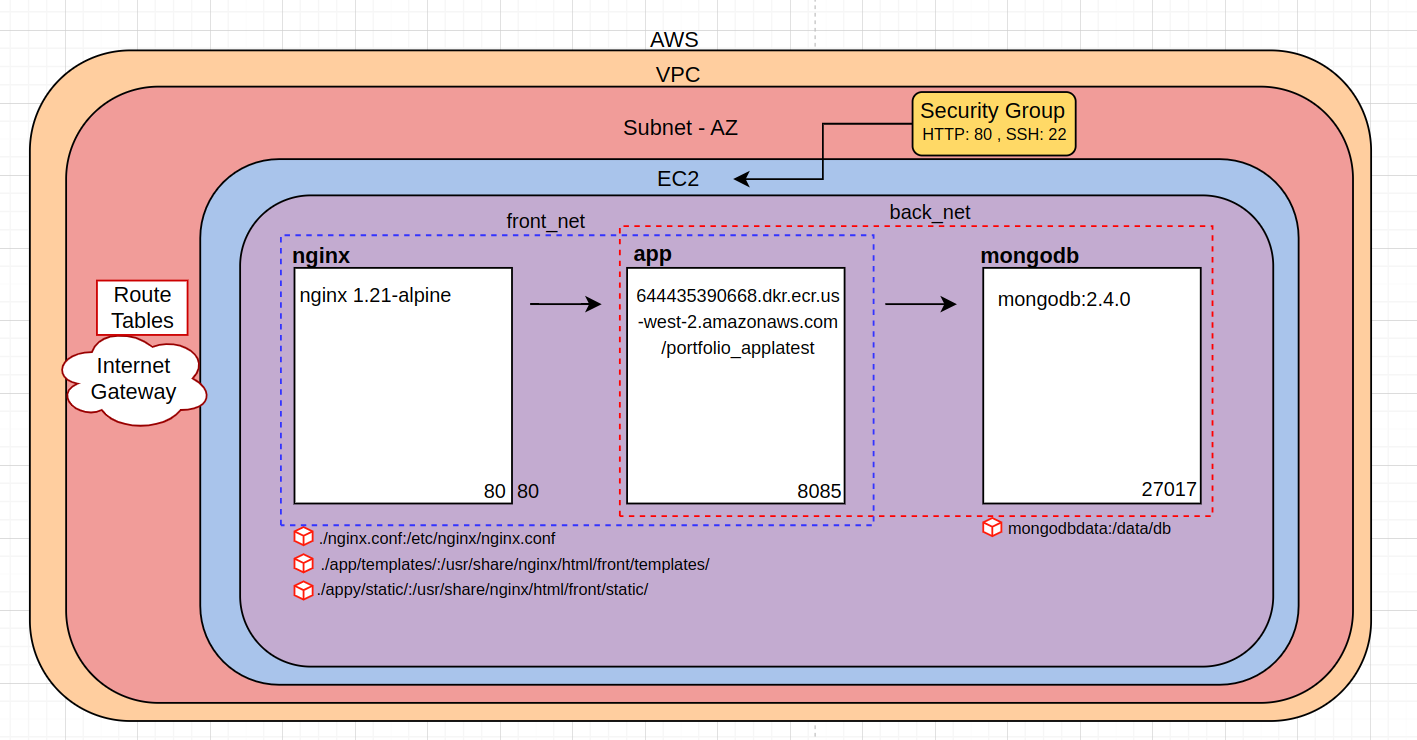 AWS
VPC
Security Group
HTTP: 80 , SSH: 22
Subnet - AZ
EC2
front_net
back_net
nginx
nginx 1.21-alpine
80
80
app
644435390668.dkr.ecr.us
-west-2.amazonaws.com
/portfolio_applatest
8085
mongodb
mongodb:2.4.0
27017
Route
Tables
Internet
Gateway
./nginx.conf:/etc/nginx/nginx.conf
./app/templates/:/usr/share/nginx/html/front/templates/
./appy/static/:/usr/share/nginx/html/front/static/
mongodbdata:/data/db